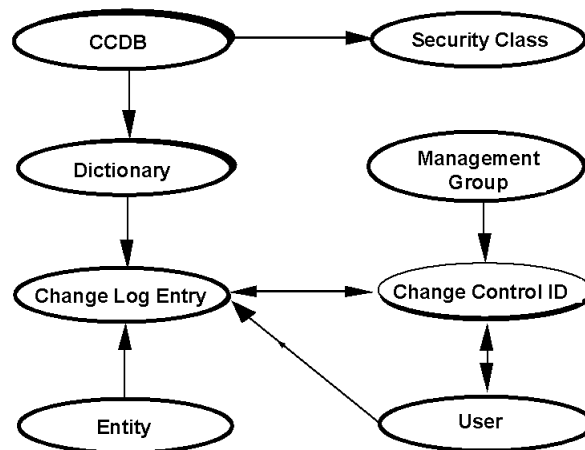 CCDB
Security Class
Dictionary
Management
Group
Change Log Entry
Change Control ID
Entity
User